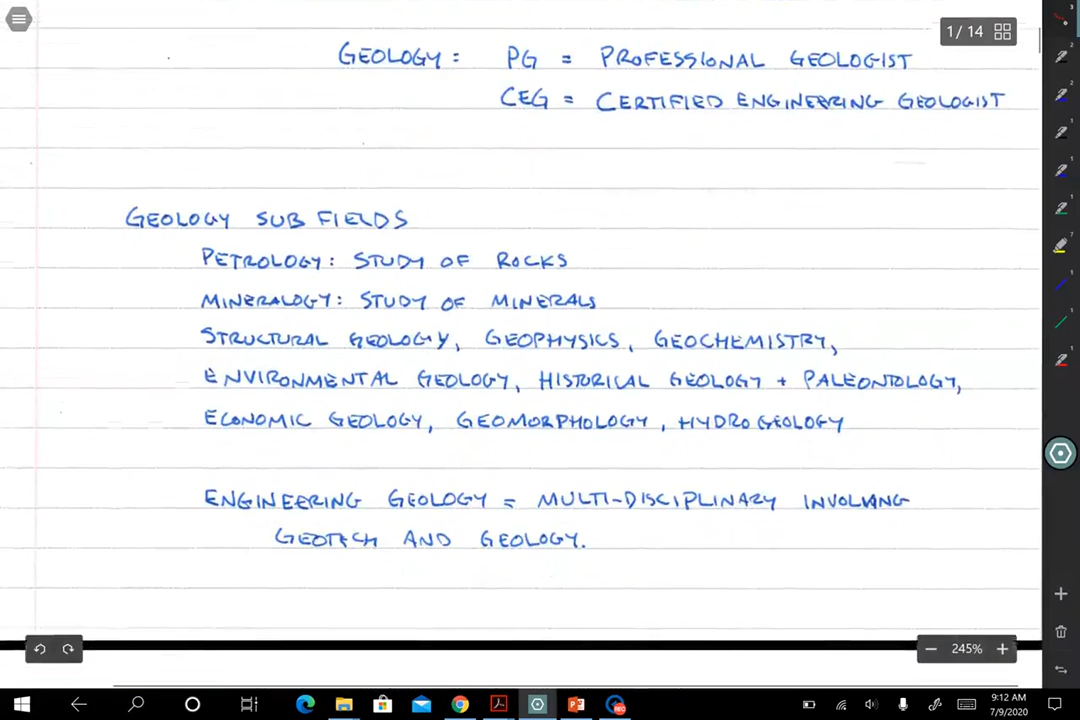 1 / 14
GEOLOGY: PG = PROFESSIONAL GEOLOGIST
CEG = CERTIFIED ENGINEERING GEOLOGIST
GEOLOGY SUB FIELDS
PETROLOGY: STUDY OF ROCKS
MINERALOGY: STUDY OF MINERALS
STRUCTURAL GEOLOGY, GEOPHYSICS, GEOCHEMISTRY,
ENVIRONMENTAL GEOLOGY, HISTORICAL GEOLOGY + PALEONTOLOGY,
ECONOMIC GEOLOGY, GEOMORPHOLOGY, HYDROGEOLOGY
ENGINEERING GEOLOGY = MULTI-DISCIPLINARY INVOLVING
GEOTECH AND GEOLOGY.
245%
9:12 AM
7/9/2020